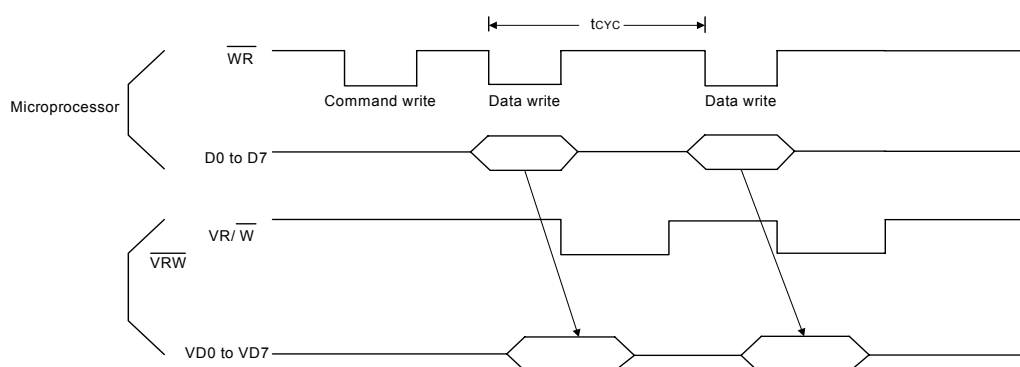 tCYC
WR
Command write
Data write
Data write
Microprocessor
D0 to D7
VR/ W
VRW
VD0 to VD7